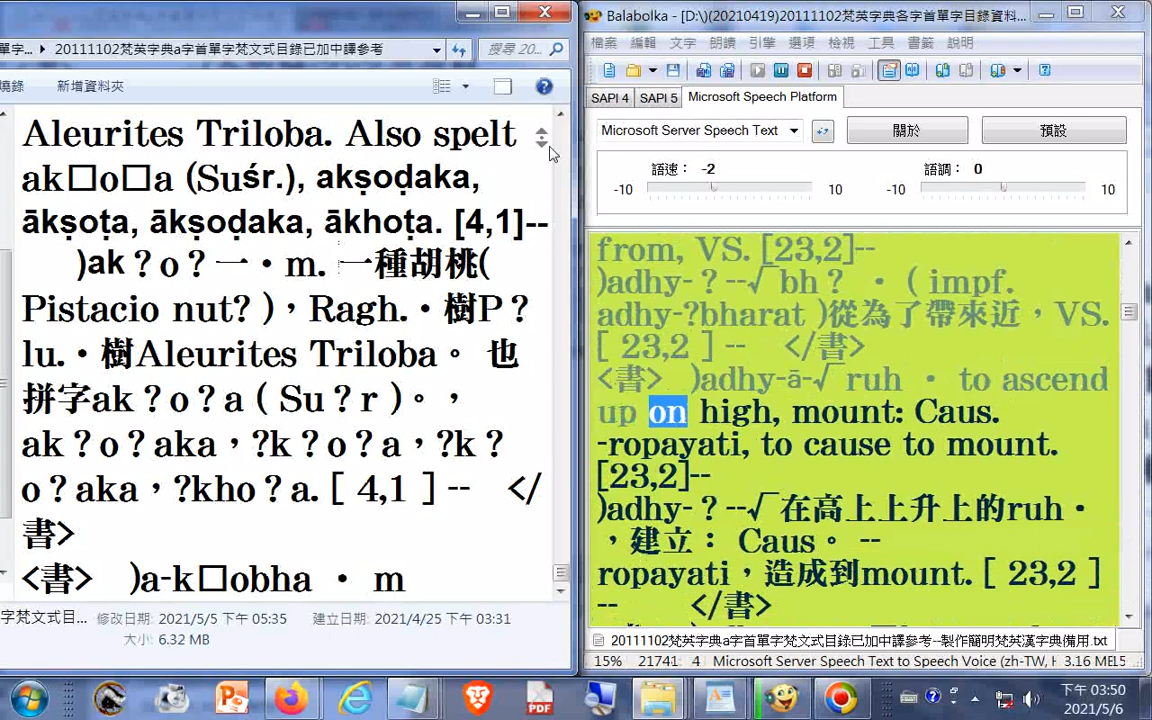 單字... ▸ 20111102梵英字典a字首單字梵文式目錄已加中譯參考
搜尋 20...
燒錄 新增資料夾
Aleurites Triloba. Also spelt
ak□o□a (Suśr.), akṣoḍaka,
ākṣoṭa, ākṣoḍaka, ākhoṭa. [4,1]--
)ak？o？一・m. 一種胡桃(
Pistacio nut? )，Ragh.・樹P？
lu.・樹Aleurites Triloba。 也
拼字ak？o？a ( Su？r )。，
ak？o？aka，?k？o？a，?k？
o？aka，?kho？a. [ 4,1 ] -- </
書>
<書> )a-k□obha ・ m
字梵文式目... 修改日期: 2021/5/5 下午 05:35 建立日期: 2021/4/25 下午 03:31
大小: 6.32 MB
Balabolka - [D:\)(20210419)20111102梵英字典各字首單字目錄資料...
檔案 編輯 文字 朗讀 引擎 選項 檢視 工具 書籤 說明
SAPI 4 SAPI 5 Microsoft Speech Platform
Microsoft Server Speech Text 關於 預設
語速： -2 語調： 0
-10 10 -10 10
from, VS. [23,2]--
)adhy-？--√bh？ ・ ( impf.
adhy-?bharat )從為了帶來近，VS.
[ 23,2 ] -- </書>
<書> )adhy-ā-√ruh ・ to ascend
up on high, mount: Caus.
-ropayati, to cause to mount.
[23,2]--
)adhy-？--√在高上上升上的ruh・
，建立： Caus。 --
ropayati，造成到mount. [ 23,2 ]
-- </書>
20111102梵英字典a字首單字梵文式目錄已加中譯參考--製作簡明梵英漢字典備用.txt
15% 21741: 4 Microsoft Server Speech Text to Speech Voice (zh-TW, H 3.16 MB
下午 03:50
2021/5/6